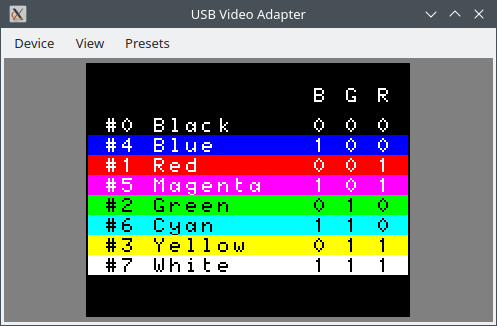 USB Video Adapter
Device View Presets
B G R
#0 Black 0 0 0
#4 Blue 1 0 0
#1 Red 0 0 1
#5 Magenta 1 0 1
#2 Green 0 1 0
#6 Cyan 1 1 0
#3 Yellow 0 1 1
#7 White 1 1 1